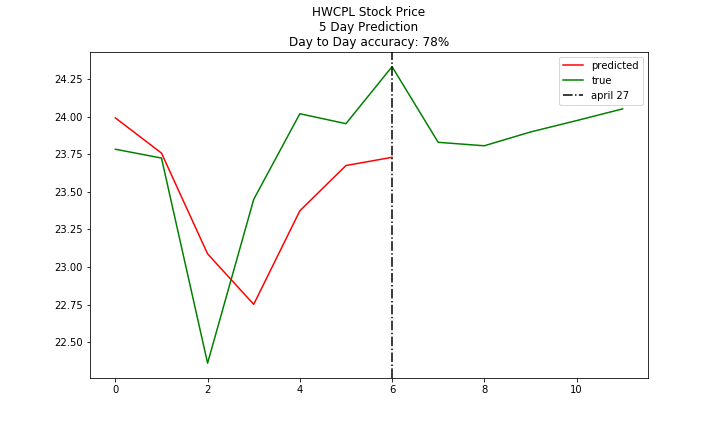 HWCPL Stock Price
5 Day Prediction
Day to Day accuracy: 78%
predicted
true
april 27
24.25
24.00
23.75
23.50
23.25
23.00
22.75
22.50
0 2 4 6 8 10